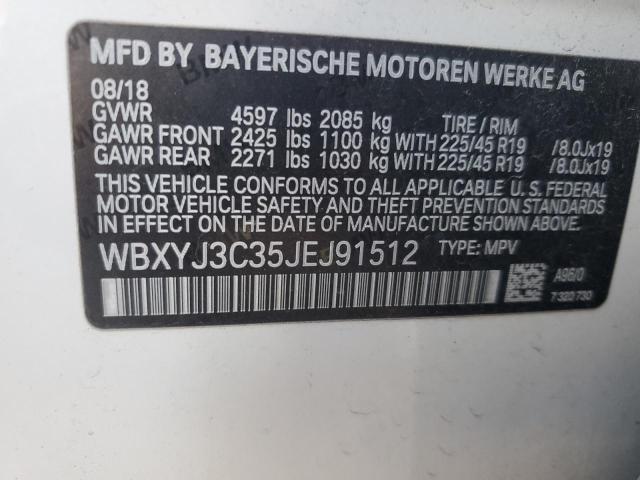 MFD BY BAYERISCHE MOTOREN WERKE AG
08/18
GVWR 4597 lbs 2085 kg TIRE / RIM
GAWR FRONT 2425 lbs 1100 kg WITH 225/45 R19 /8.0Jx19
GAWR REAR 2271 lbs 1030 kg WITH 225/45 R19 /8.0Jx19
THIS VEHICLE CONFORMS TO ALL APPLICABLE U. S. FEDERAL
MOTOR VEHICLE SAFETY AND THEFT PREVENTION STANDARDS
IN EFFECT ON THE DATE OF MANUFACTURE SHOWN ABOVE.
WBXYJ3C35JEJ91512 TYPE: MPV
A96/0
7 320 730